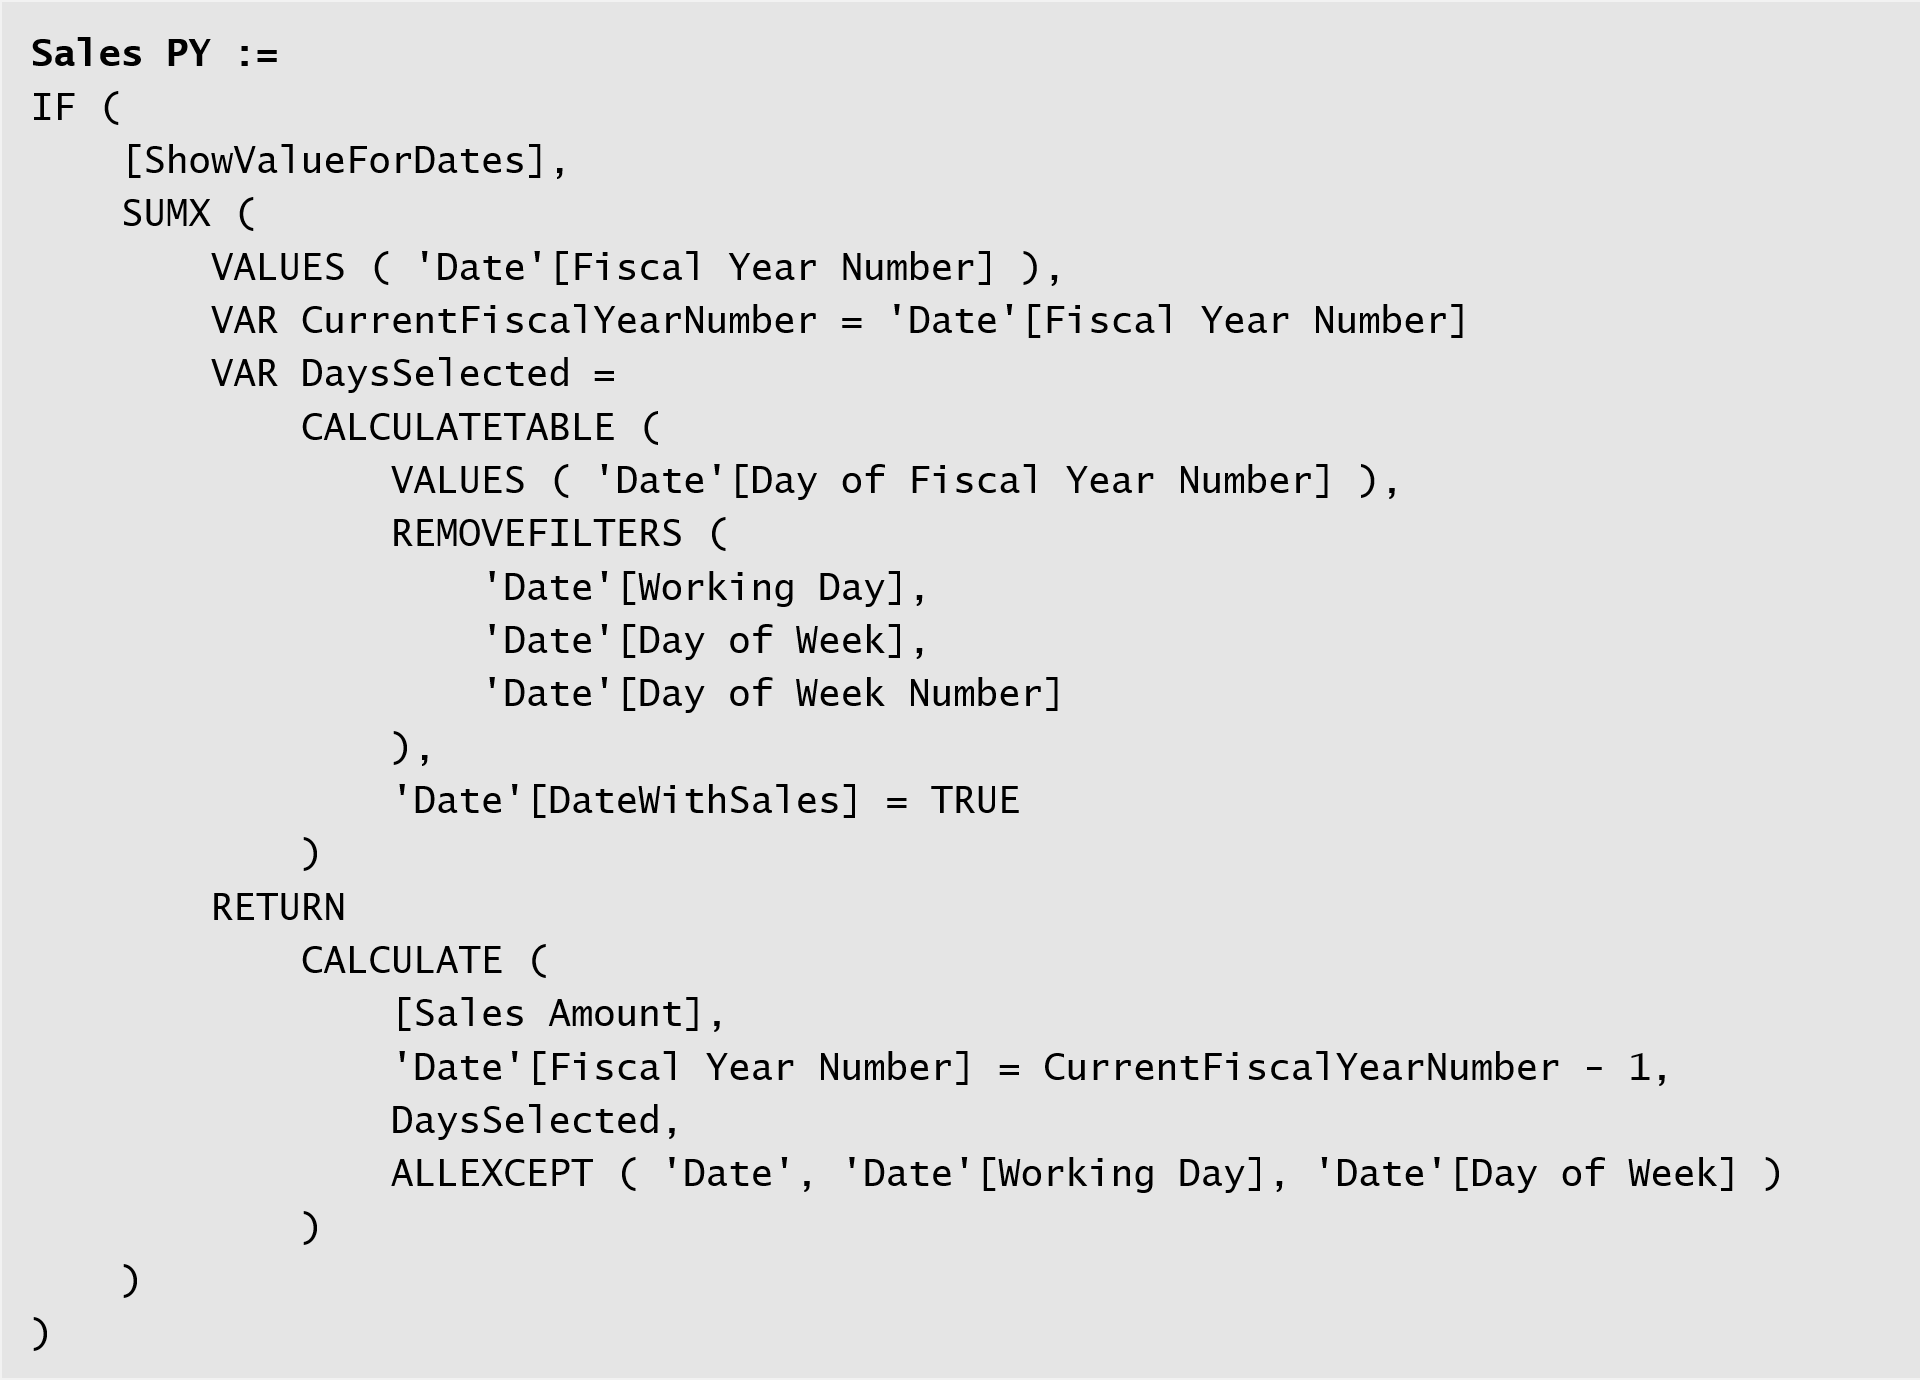 Sales PY :=
IF (
    [ShowValueForDates],
    SUMX (
        VALUES ( 'Date'[Fiscal Year Number] ),
        VAR CurrentFiscalYearNumber = 'Date'[Fiscal Year Number]
        VAR DaysSelected =
            CALCULATETABLE (
                VALUES ( 'Date'[Day of Fiscal Year Number] ),
                REMOVEFILTERS (
                    'Date'[Working Day],
                    'Date'[Day of Week],
                    'Date'[Day of Week Number]
                ),
                'Date'[DateWithSales] = TRUE
            )
        RETURN
            CALCULATE (
                [Sales Amount],
                'Date'[Fiscal Year Number] = CurrentFiscalYearNumber - 1,
                DaysSelected,
                ALLEXCEPT ( 'Date', 'Date'[Working Day], 'Date'[Day of Week] )
            )
    )
)